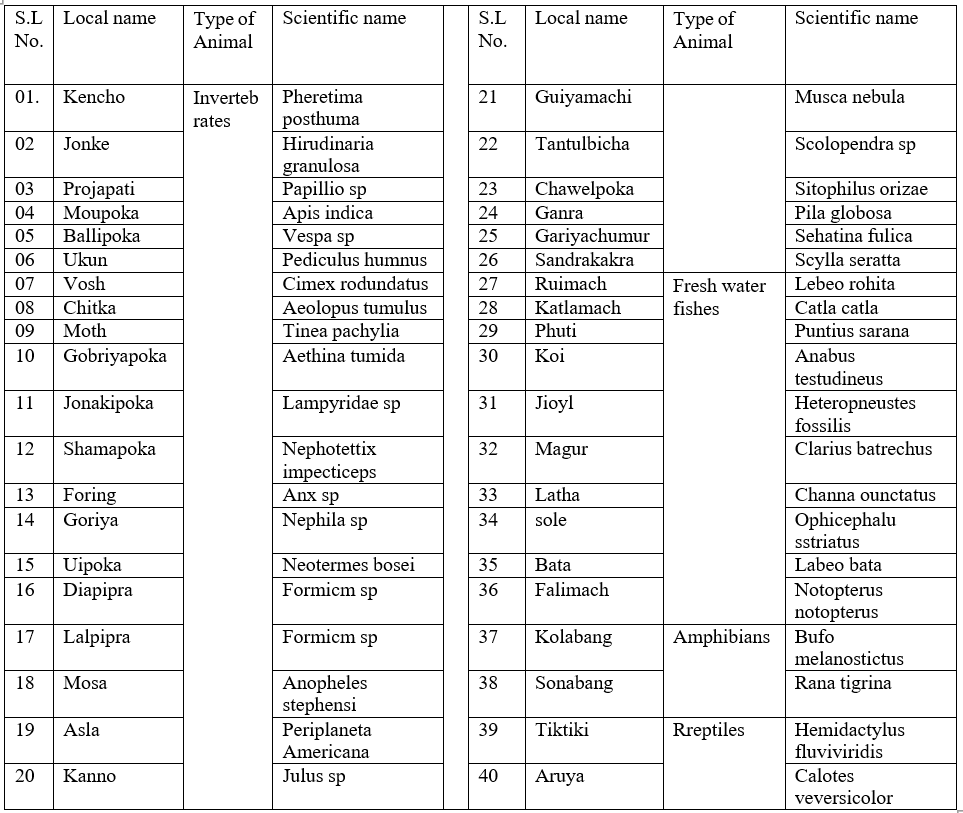 S.L No. | Local name | Type of Animal | Scientific name | S.L No. | Local name | Type of Animal | Scientific name
01. | Kencho | Inverteb rates | Pheretima posthuma | 21 | Guiyamachi | | Musca nebula
02 | Jonke | | Hirudinaria granulosa | 22 | Tantulbicha | | Scolopendra sp
03 | Projapati | | Papillio sp | 23 | Chawelpoka | | Sitophilus orizae
04 | Moupoka | | Apis indica | 24 | Ganra | | Pila globosa
05 | Ballipoka | | Vespa sp | 25 | Gariyachumur | | Sehatina fulica
06 | Ukun | | Pediculus humnus | 26 | Sandrakakra | | Scylla seratta
07 | Vosh | | Cimex rodundatus | 27 | Ruimach | Fresh water fishes | Lebeo rohita
08 | Chitka | | Aeolopus tumulus | 28 | Katlamach | | Catla catla
09 | Moth | | Tinea pachylia | 29 | Phuti | | Puntius sarana
10 | Gobriyapoka | | Aethina tumida | 30 | Koi | | Anabus testudineus
11 | Jonakipoka | | Lampyridae sp | 31 | Jioyl | | Heteropneustes fossilis
12 | Shamapoka | | Nephotettix impecticeps | 32 | Magur | | Clarius batrechus
13 | Foring | | Anx sp | 33 | Latha | | Channa ounctatus
14 | Goriya | | Nephila sp | 34 | sole | | Ophicephalu sstriatus
15 | Uipoka | | Neotermes bosei | 35 | Bata | | Labeo bata
16 | Diapipra | | Formicm sp | 36 | Falimach | | Notopterus notopterus
17 | Lalpipra | | Formicm sp | 37 | Kolabang | Amphibians | Bufo melanostictus
18 | Mosa | | Anopheles stephensi | 38 | Sonabang | | Rana tigrina
19 | Asla | | Periplaneta Americana | 39 | Tiktiki | Rreptiles | Hemidactylus fluviviridis
20 | Kanno | | Julus sp | 40 | Aruya | | Calotes veversicolor